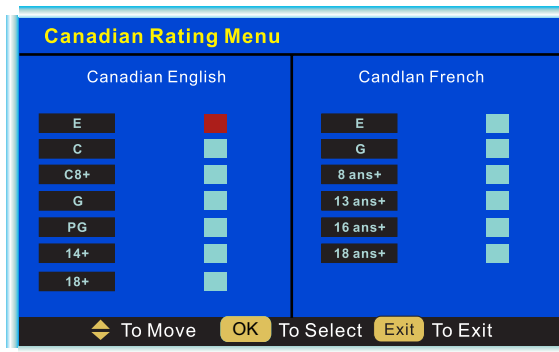 Canadian Rating Menu
Canadian English
E
C
C8+
G
PG
14+
18+
Candlan French
E
G
8 ans+
13 ans+
16 ans+
18 ans+
To Move OK To Select Exit To Exit